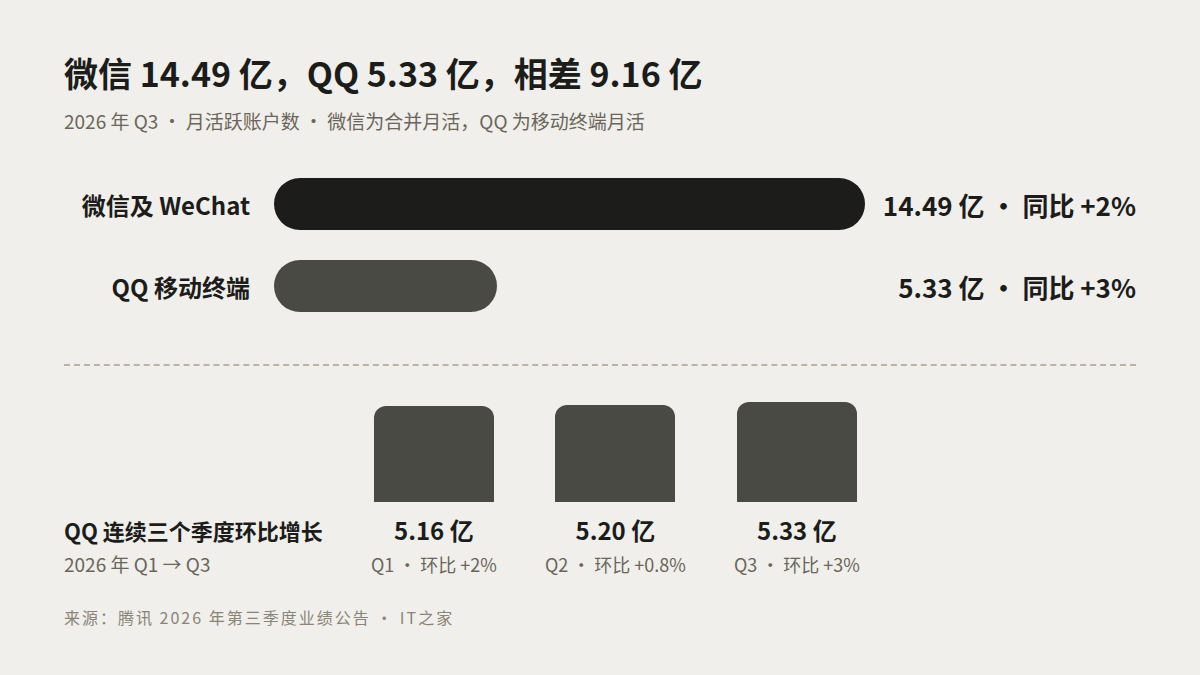 微信 14.49 亿，QQ 5.33 亿，相差 9.16 亿
2026 年 Q3 · 月活跃账户数 · 微信为合并月活，QQ 为移动终端月活
微信及 WeChat
14.49 亿 · 同比 +2%
QQ 移动终端
5.33 亿 · 同比 +3%
QQ 连续三个季度环比增长
2026 年 Q1 → Q3
5.16 亿
Q1 · 环比 +2%
5.20 亿
Q2 · 环比 +0.8%
5.33 亿
Q3 · 环比 +3%
来源：腾讯 2026 年第三季度业绩公告 · IT之家